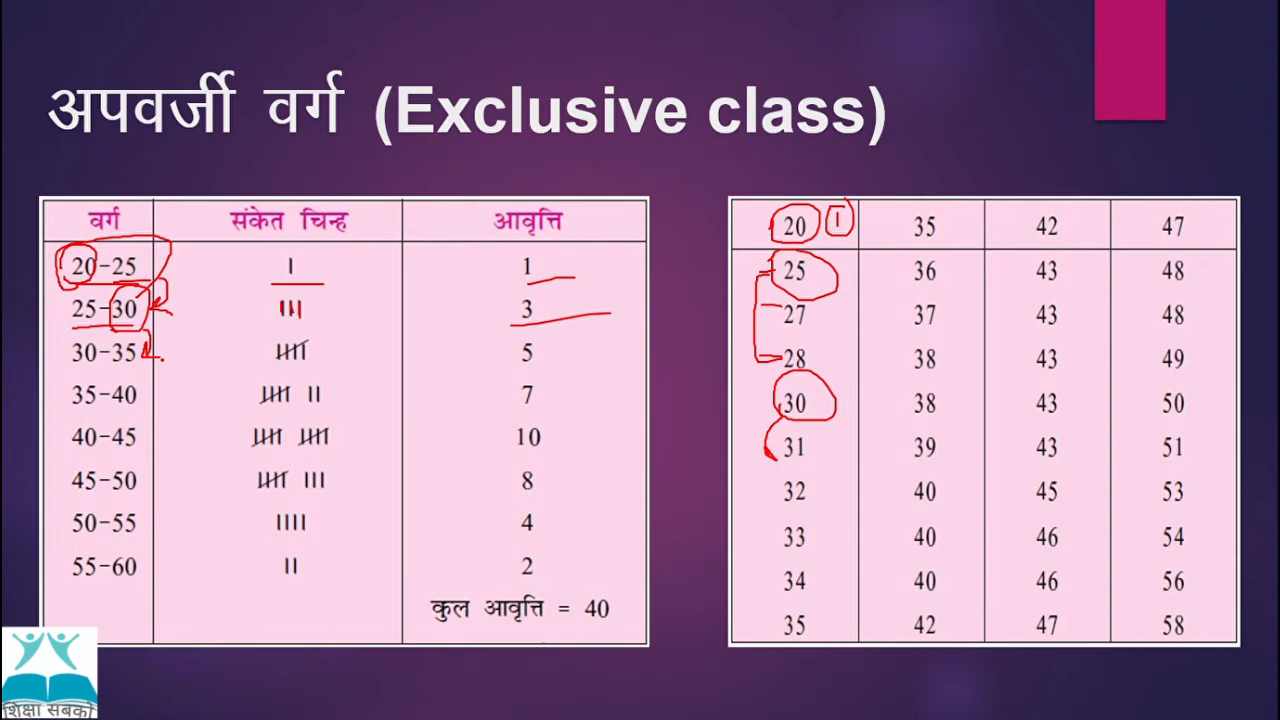 अपवर्जी वर्ग (Exclusive class)
वर्ग संकेत चिन्ह आवृत्ति
20-25 I 1
25-30 III 3
30-35 𝍸 5
35-40 𝍸 II 7
40-45 𝍸 𝍸 10
45-50 𝍸 III 8
50-55 IIII 4
55-60 II 2
कुल आवृत्ति = 40
20 1 35 42 47
25 36 43 48
27 37 43 48
28 38 43 49
30 38 43 50
31 39 43 51
32 40 45 53
33 40 46 54
34 40 46 56
35 42 47 58
शिक्षा सबको